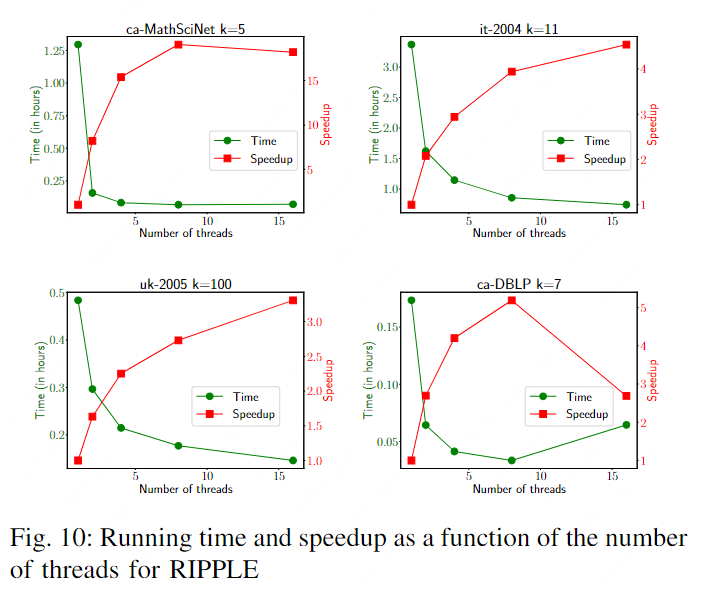 ca-MathSciNet k=5
1.25
1.00
0.75
0.50
0.25
Time (in hours)
15
10
5
Speedup
Time
Speedup
5 10 15
Number of threads
it-2004 k=11
3.0
2.5
2.0
1.5
1.0
Time (in hours)
4
3
2
1
Speedup
Time
Speedup
5 10 15
Number of threads
uk-2005 k=100
0.5
0.4
0.3
0.2
Time (in hours)
3.0
2.5
2.0
1.5
1.0
Speedup
Time
Speedup
5 10 15
Number of threads
ca-DBLP k=7
0.15
0.10
0.05
Time (in hours)
5
4
3
2
1
Speedup
Time
Speedup
5 10 15
Number of threads
Fig. 10: Running time and speedup as a function of the number
of threads for RIPPLE